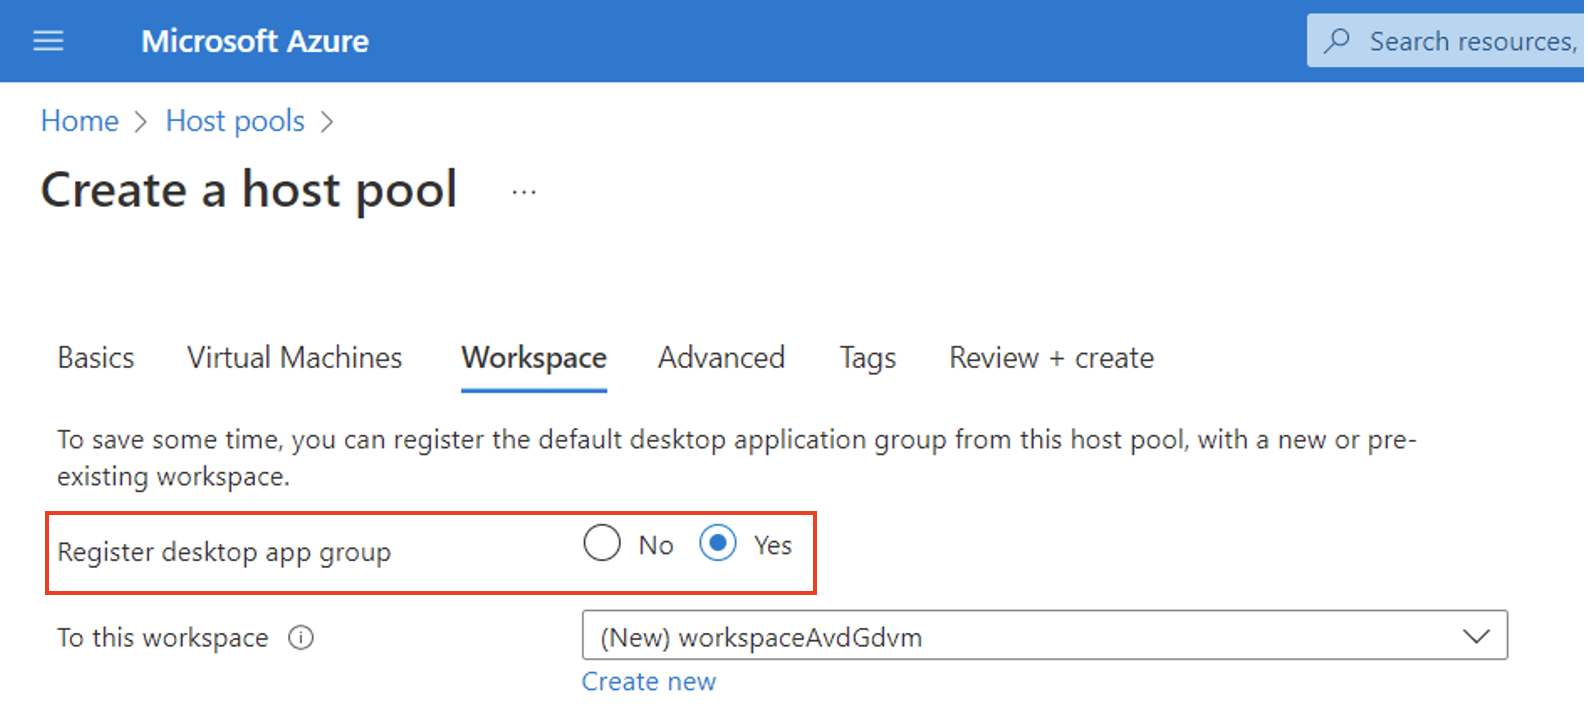 Microsoft Azure
Search resources,
Home > Host pools >
Create a host pool ...
Basics Virtual Machines Workspace Advanced Tags Review + create
To save some time, you can register the default desktop application group from this host pool, with a new or pre-
existing workspace.
Register desktop app group No Yes
To this workspace (New) workspaceAvdGdvm
Create new